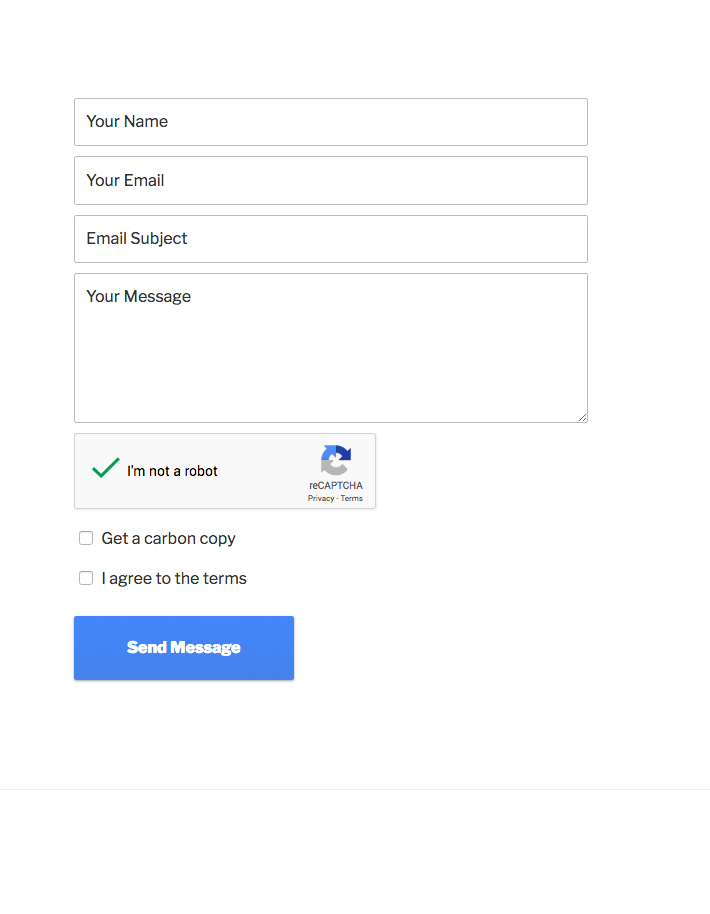 Your Name
Your Email
Email Subject
Your Message
I'm not a robot
reCAPTCHA
Privacy - Terms
Get a carbon copy
I agree to the terms
Send Message